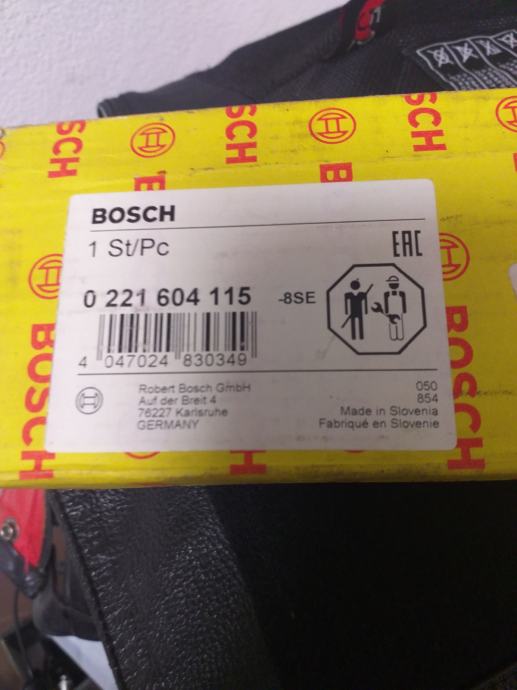 BOSCH
BOSCH
BOSCH
BOSCH
1 St/Pc
EAC
0 221 604 115
-8SE
4 047024 830349
Robert Bosch GmbH
Auf der Breit 4
76227 Karlsruhe
GERMANY
050
854
Made in Slovenia
Fabriqué en Slovenie
BOSCH
BOSCH